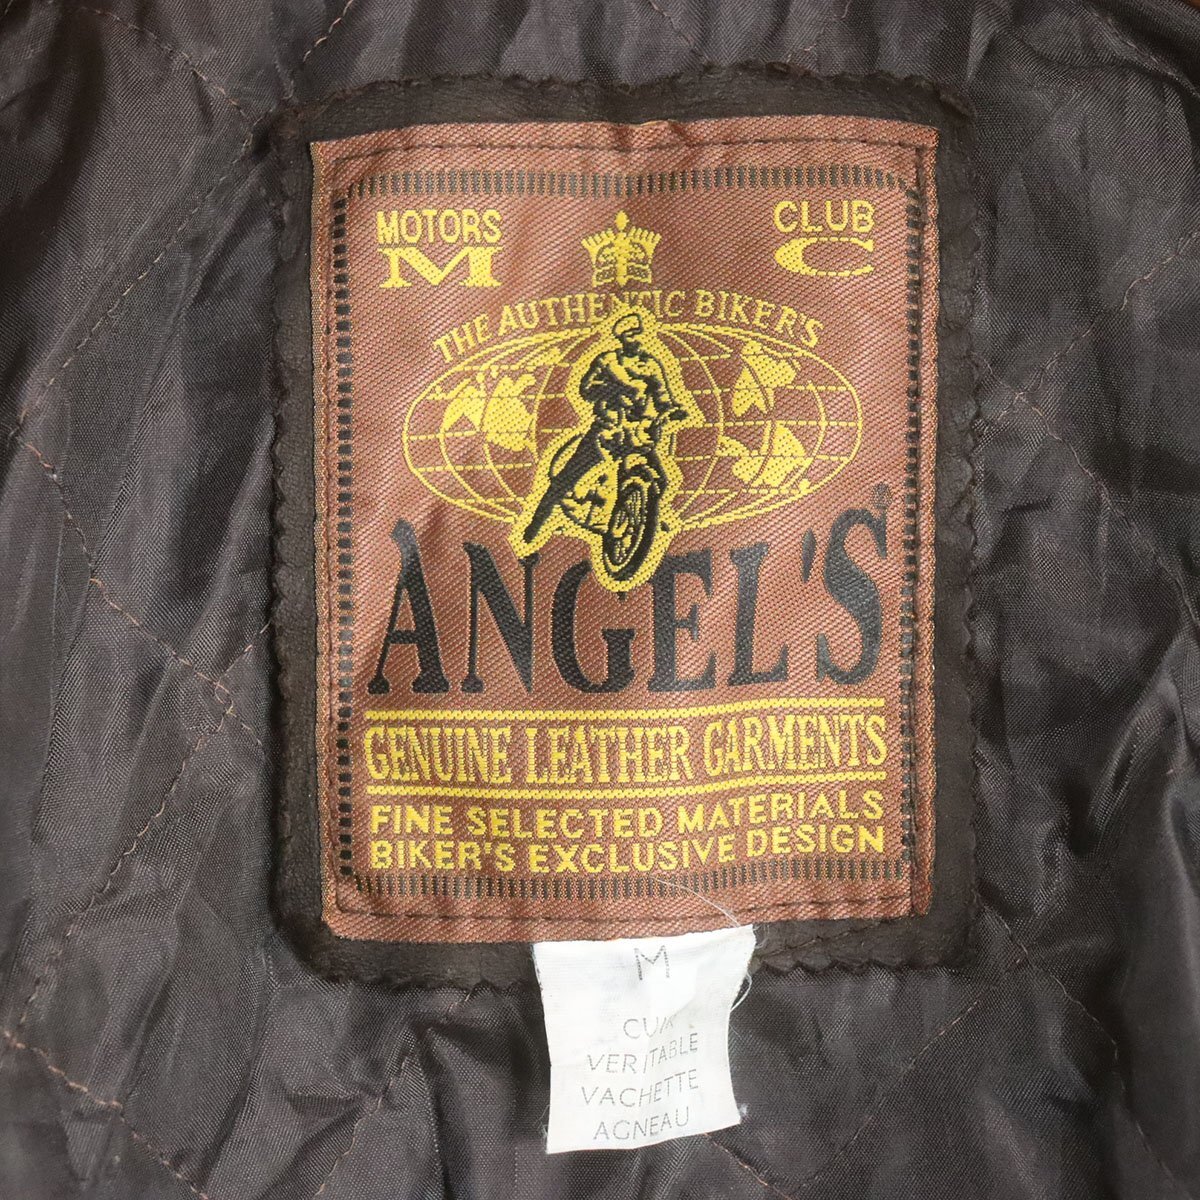 MOTORS CLUB
M C
THE AUTHENTIC BIKER'S
ANGEL'S®
GENUINE LEATHER GARMENTS
FINE SELECTED MATERIALS
BIKER'S EXCLUSIVE DESIGN
M
CUIR
VERITABLE
VACHETTE
AGNEAU